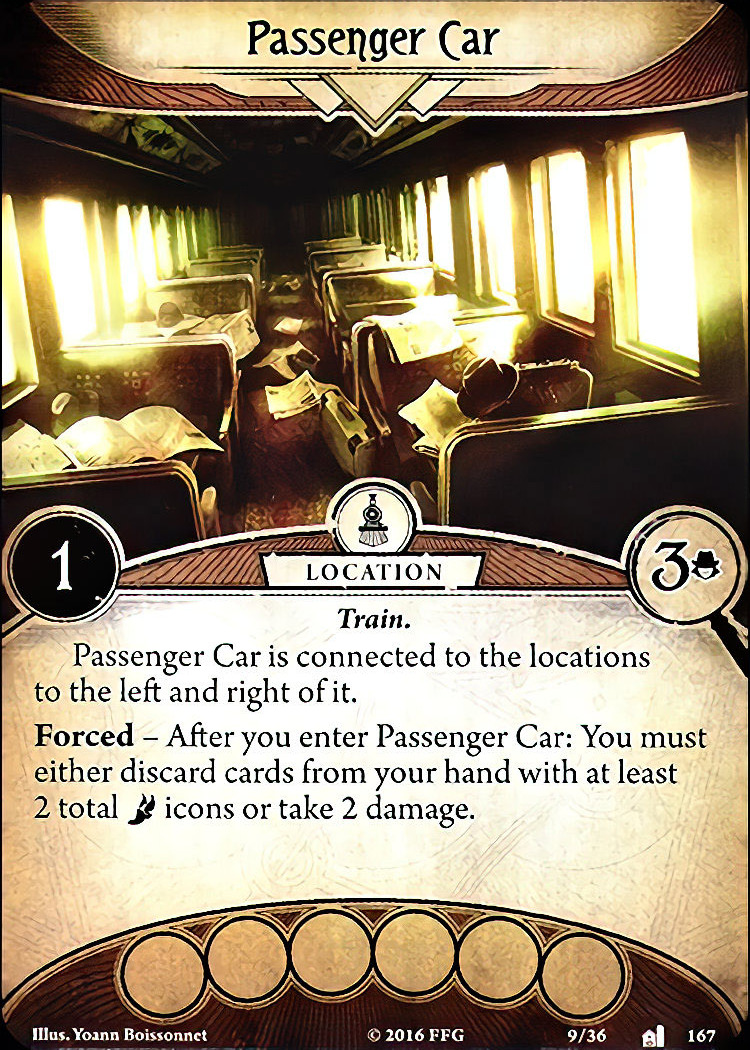 Passenger Car
1
3
LOCATION
Train.
Passenger Car is connected to the locations
to the left and right of it.
Forced – After you enter Passenger Car: You must
either discard cards from your hand with at least
2 total icons or take 2 damage.
Illus. Yoann Boissonnet © 2016 FFG 9/36 167